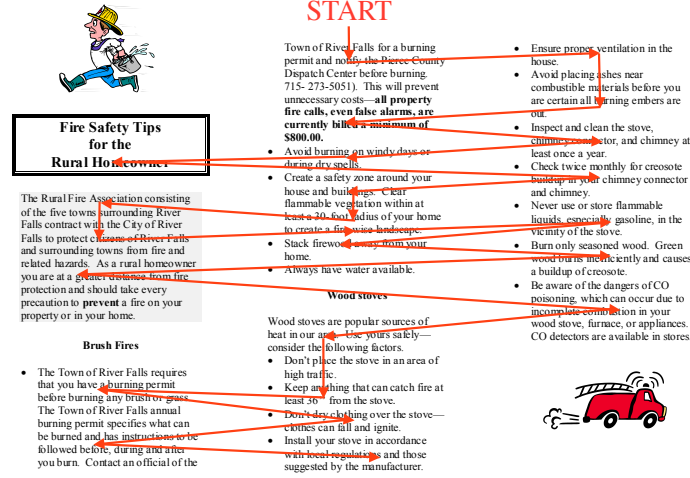 START
Fire Safety Tips
for the
Rural Homeowner
The Rural Fire Association consisting
of the five towns surrounding River
Falls contract with the City of River
Falls to protect citizens of River Falls
and surrounding towns from fire and
related hazards. As a rural homeowner
you are at a greater distance from fire
protection and should take every
precaution to prevent a fire on your
property or in your home.
Brush Fires
• The Town of River Falls requires
that you have a burning permit
before burning any brush or grass.
The Town of River Falls annual
burning permit specifies what can
be burned and has instructions to be
followed before, during and after
you burn. Contact an official of the
Town of River Falls for a burning
permit and notify the Pierce County
Dispatch Center before burning.
715- 273-5051). This will prevent
unnecessary costs—all property
fire calls, even false alarms, are
currently billed a minimum of
$800.00.
• Avoid burning on windy days or
during dry spells.
• Create a safety zone around your
house and buildings. Clear
flammable vegetation within at
least a 30-foot radius of your home
to create a fire-wise landscape.
• Stack firewood away from your
home.
• Always have water available.
Wood stoves
Wood stoves are popular sources of
heat in our area. Use yours safely—
consider the following factors.
• Don't place the stove in an area of
high traffic.
• Keep anything that can catch fire at
least 36" from the stove.
• Don't dry clothing over the stove—
clothes can fall and ignite.
• Install your stove in accordance
with local regulations and those
suggested by the manufacturer.
• Ensure proper ventilation in the
house.
• Avoid placing ashes near
combustible materials before you
are certain all burning embers are
out.
• Inspect and clean the stove,
chimney connector, and chimney at
least once a year.
• Check twice monthly for creosote
buildup in your chimney connector
and chimney.
• Never use or store flammable
liquids, especially gasoline, in the
vicinity of the stove.
• Burn only seasoned wood. Green
wood burns inefficiently and causes
a buildup of creosote.
• Be aware of the dangers of CO
poisoning, which can occur due to
incomplete combustion in your
wood stove, furnace, or appliances.
CO detectors are available in stores